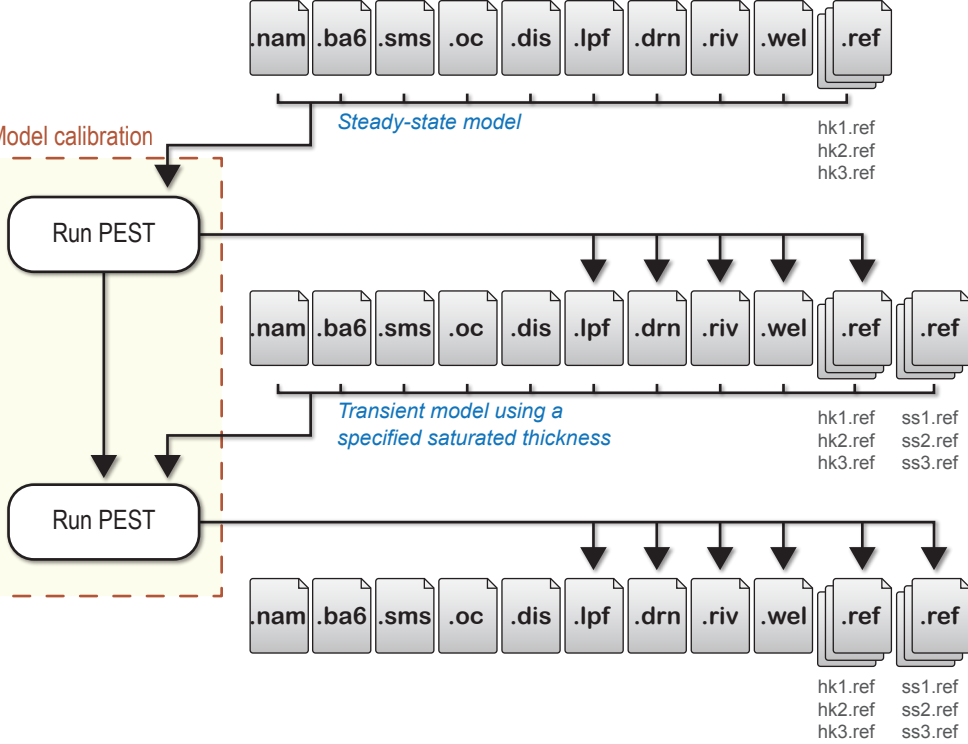 .nam .ba6 .sms .oc .dis .lpf .drn .riv .wel .ref
Steady-state model
hk1.ref
hk2.ref
hk3.ref
Model calibration
Run PEST
.nam .ba6 .sms .oc .dis .lpf .drn .riv .wel .ref .ref
Transient model using a
specified saturated thickness
hk1.ref ss1.ref
hk2.ref ss2.ref
hk3.ref ss3.ref
Run PEST
.nam .ba6 .sms .oc .dis .lpf .drn .riv .wel .ref .ref
hk1.ref ss1.ref
hk2.ref ss2.ref
hk3.ref ss3.ref